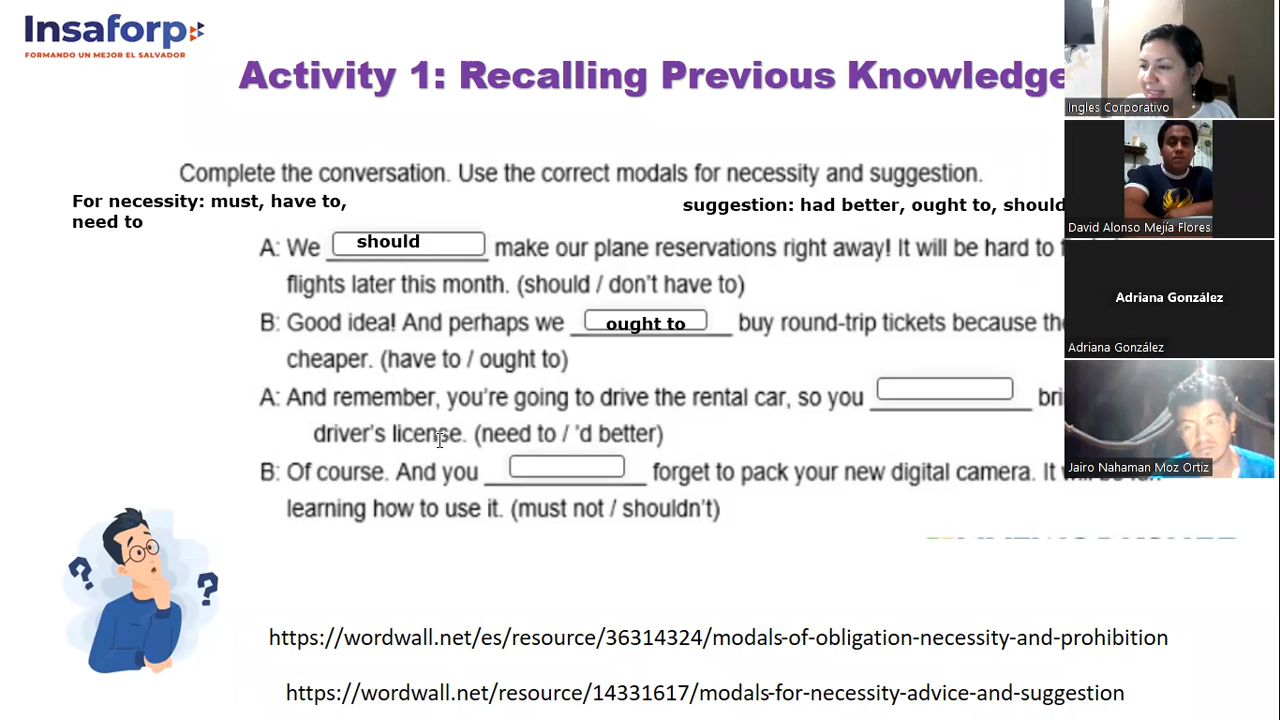 Insaforp
FORMANDO UN MEJOR EL SALVADOR
Activity 1: Recalling Previous Knowledge
Complete the conversation. Use the correct modals for necessity and suggestion.
For necessity: must, have to,
need to
suggestion: had better, ought to, should
A: We should make our plane reservations right away! It will be hard to
flights later this month. (should / don't have to)
B: Good idea! And perhaps we ought to buy round-trip tickets because
cheaper. (have to / ought to)
A: And remember, you're going to drive the rental car, so you
driver's license. (need to / 'd better)
B: Of course. And you forget to pack your new digital camera. It
learning how to use it. (must not / shouldn't)
https://wordwall.net/es/resource/36314324/modals-of-obligation-necessity-and-prohibition
https://wordwall.net/resource/14331617/modals-for-necessity-advice-and-suggestion
Ingles Corporativo
David Alonso Mejía Flores
Adriana González
Adriana González
Jairo Nahaman Moz Ortiz